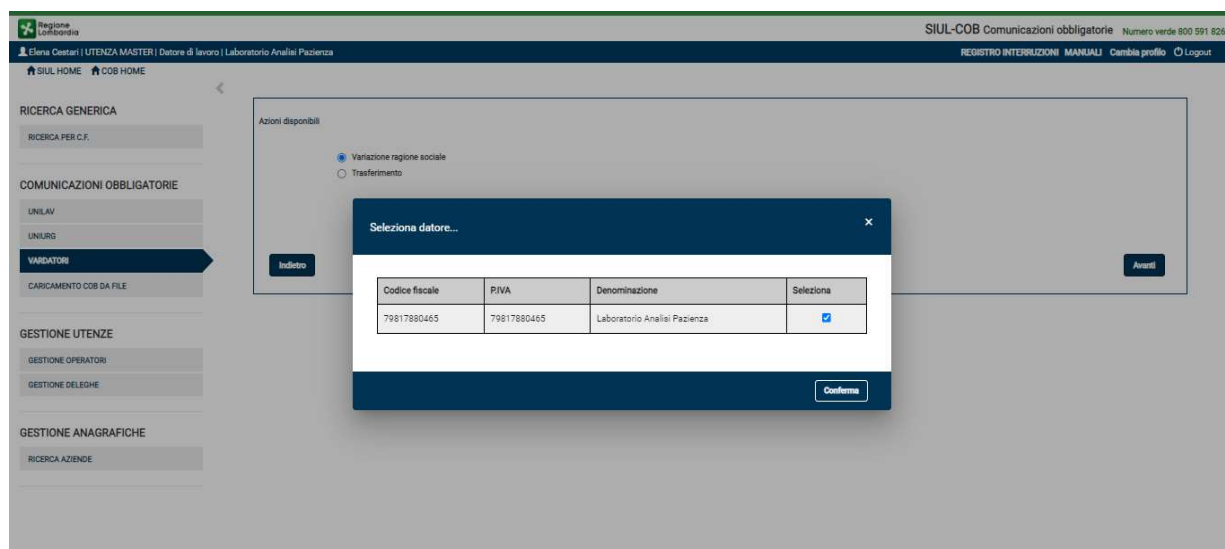 Regione
Lombardia
SIUL-COB Comunicazioni obbligatorie Numero verde 800 591 826
Elena Cestari | UTENZA MASTER | Datore di lavoro | Laboratorio Analisi Pazienza
REGISTRO INTERRUZIONI MANUALI Cambia profilo Logout
SIUL HOME COB HOME
RICERCA GENERICA
RICERCA PER C.F.
COMUNICAZIONI OBBLIGATORIE
UNILAV
UNIURG
VARDATORI
CARICAMENTO COB DA FILE
GESTIONE UTENZE
GESTIONE OPERATORI
GESTIONE DELEGHE
GESTIONE ANAGRAFICHE
RICERCA AZIENDE
Azioni disponibili
Variazione ragione sociale
Trasferimento
Indietro
Avanti
Seleziona datore... ×
Codice fiscale P.IVA Denominazione Seleziona
79817880465 79817880465 Laboratorio Analisi Pazienza
Conferma